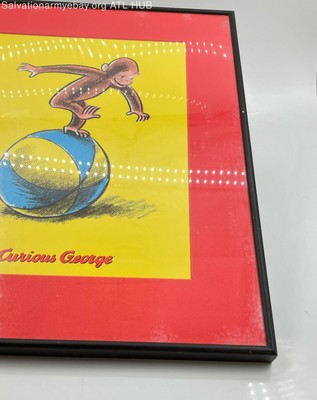 Salvationarmyebay.org ATL HUB
Curious George